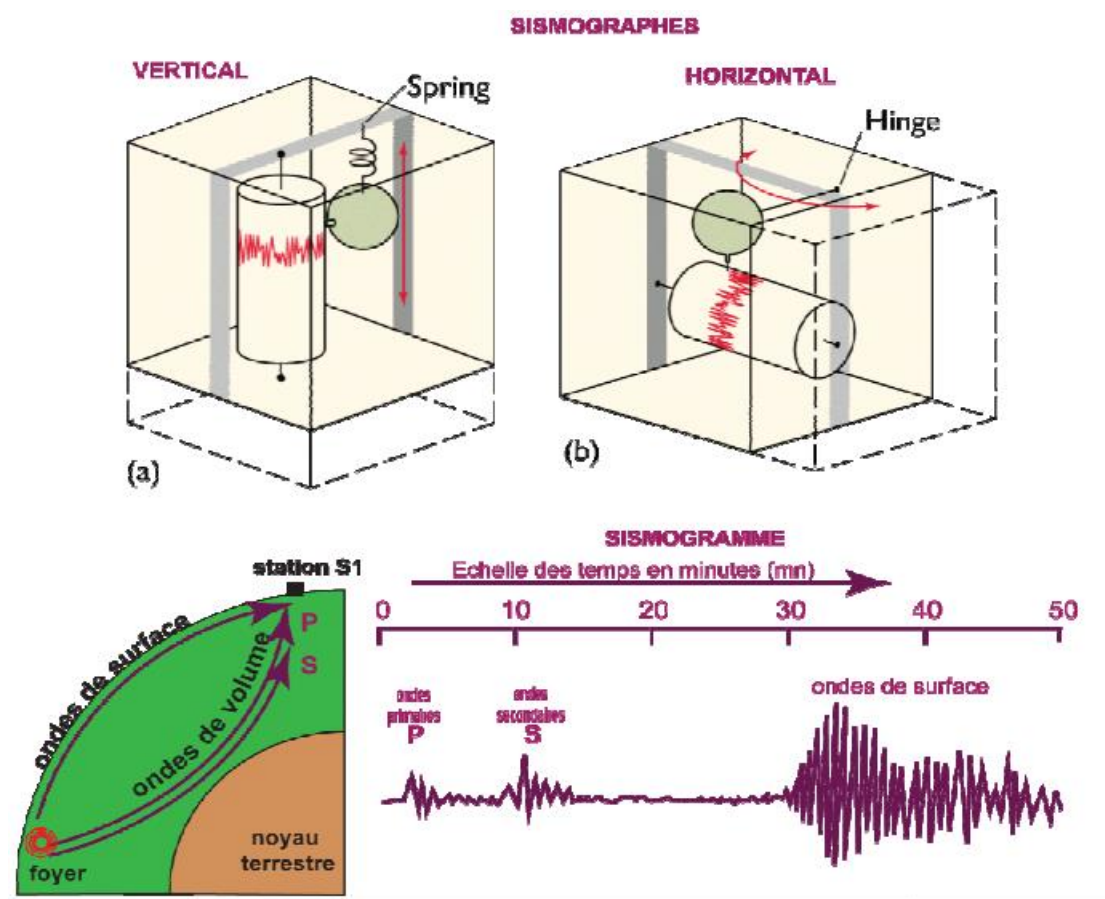 SISMOGRAPHES
VERTICAL
HORIZONTAL
Spring
Hinge
(a)
(b)
SISMOGRAMME
station S1
Echelle des temps en minutes (mn)
0 10 20 30 40 50
P
S
ondes de surface
ondes de volume
noyau
terrestre
foyer
ondes
primaires
P
ondes
secondaires
S
ondes de surface